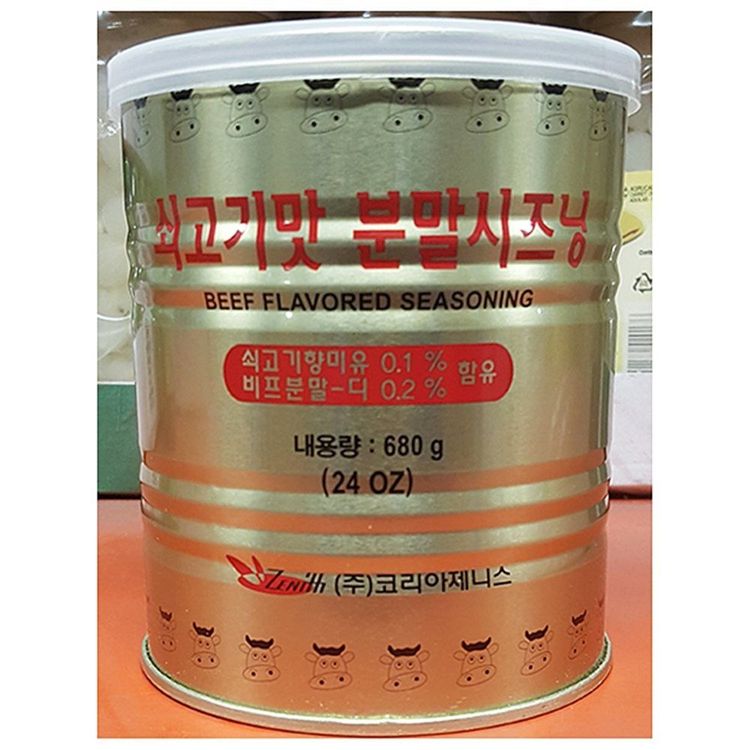 쇠고기맛 분말시즈닝
BEEF FLAVORED SEASONING
쇠고기향미유 0.1 %
비프분말-디 0.2 % 함유
내용량 : 680 g
(24 OZ)
ZENith (주)코리아제니스